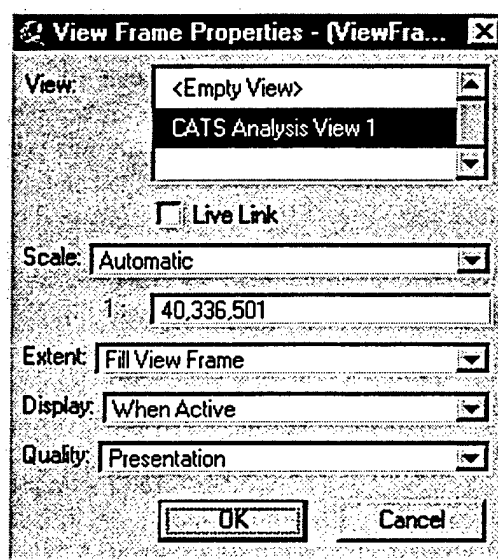 View Frame Properties - (ViewFra...
View:
<Empty View>
CATS Analysis View 1
Live Link
Scale: Automatic
1: 40,336,501
Extent: Fill View Frame
Display: When Active
Quality: Presentation
OK Cancel